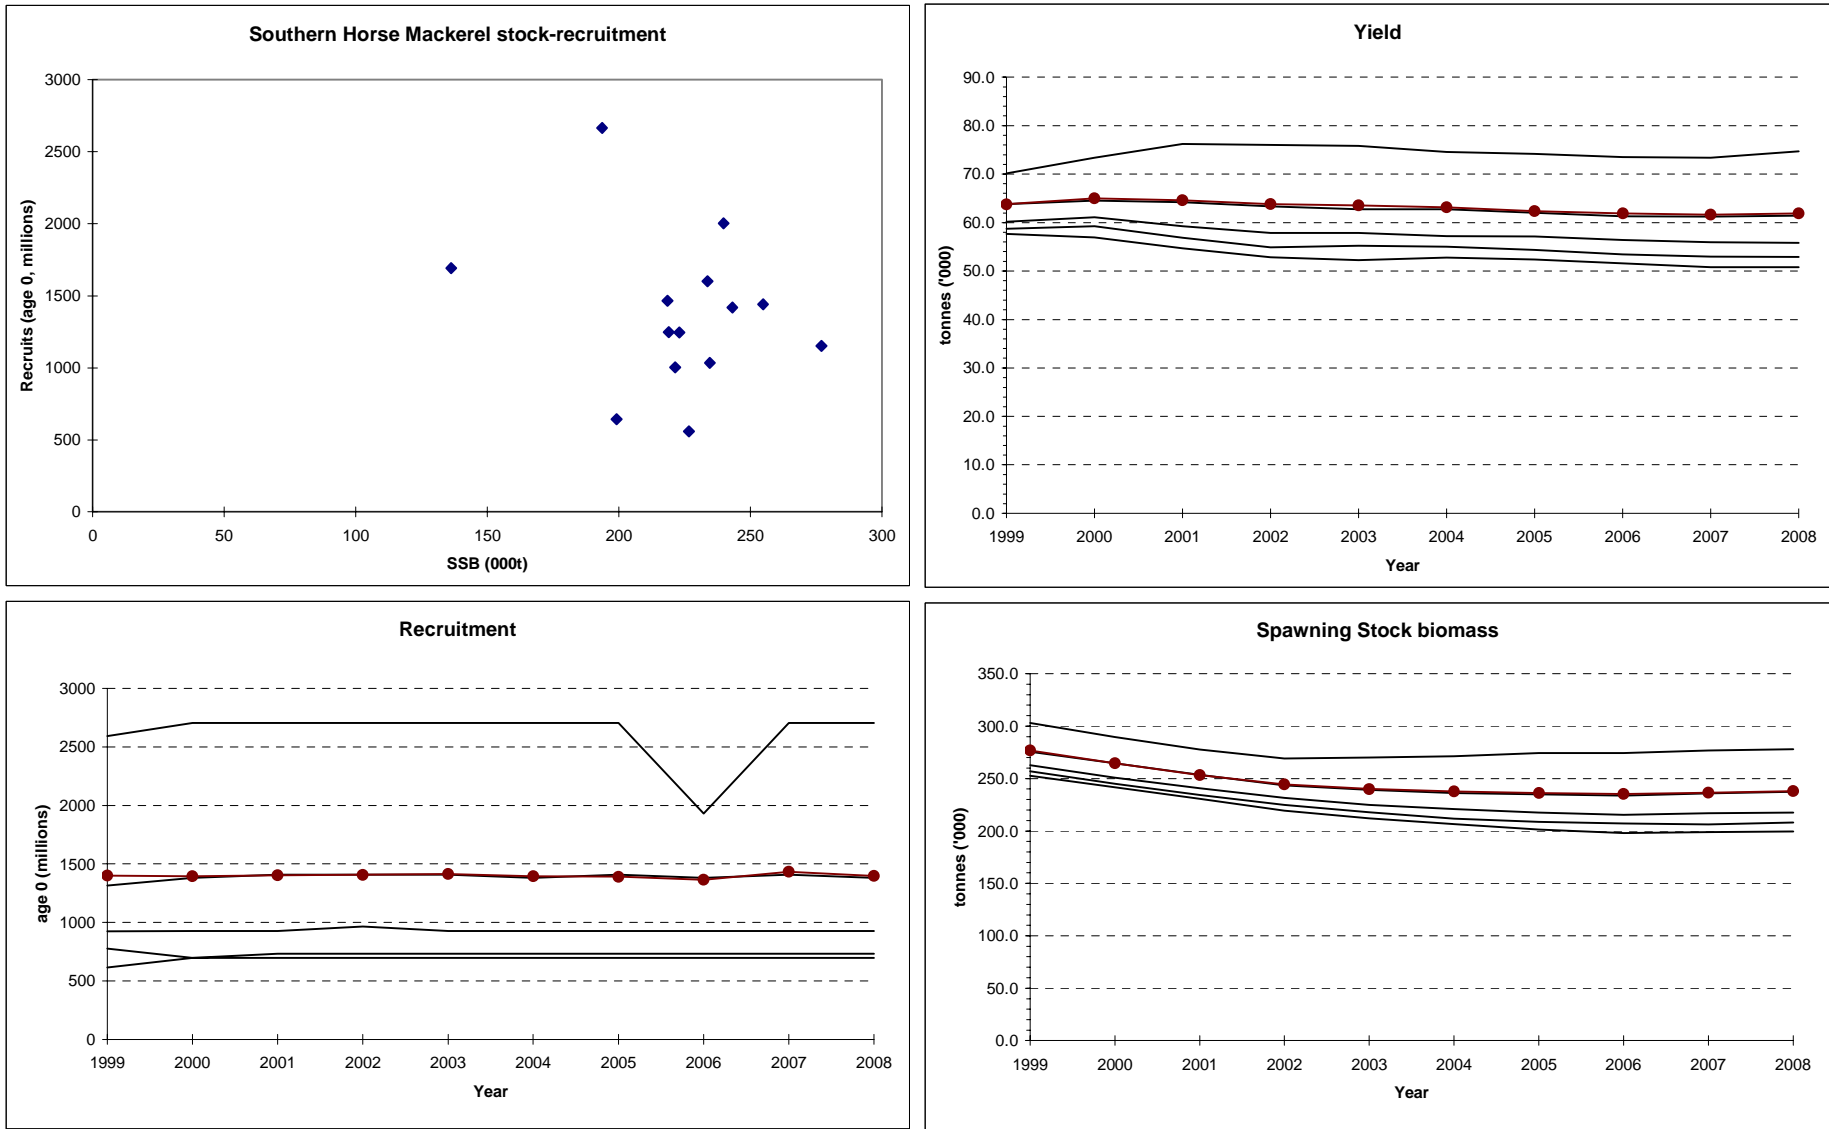 Southern Horse Mackerel stock-recruitment
3000
2500
2000
1500
1000
500
0
Recruits (age 0, millions)
0 50 100 150 200 250 300
SSB (000t)
Yield
90.0
80.0
70.0
60.0
50.0
40.0
30.0
20.0
10.0
0.0
tonnes ('000)
1999 2000 2001 2002 2003 2004 2005 2006 2007 2008
Year
Recruitment
3000
2500
2000
1500
1000
500
0
age 0 (millions)
1999 2000 2001 2002 2003 2004 2005 2006 2007 2008
Year
Spawning Stock biomass
350.0
300.0
250.0
200.0
150.0
100.0
50.0
0.0
tonnes ('000)
1999 2000 2001 2002 2003 2004 2005 2006 2007 2008
Year